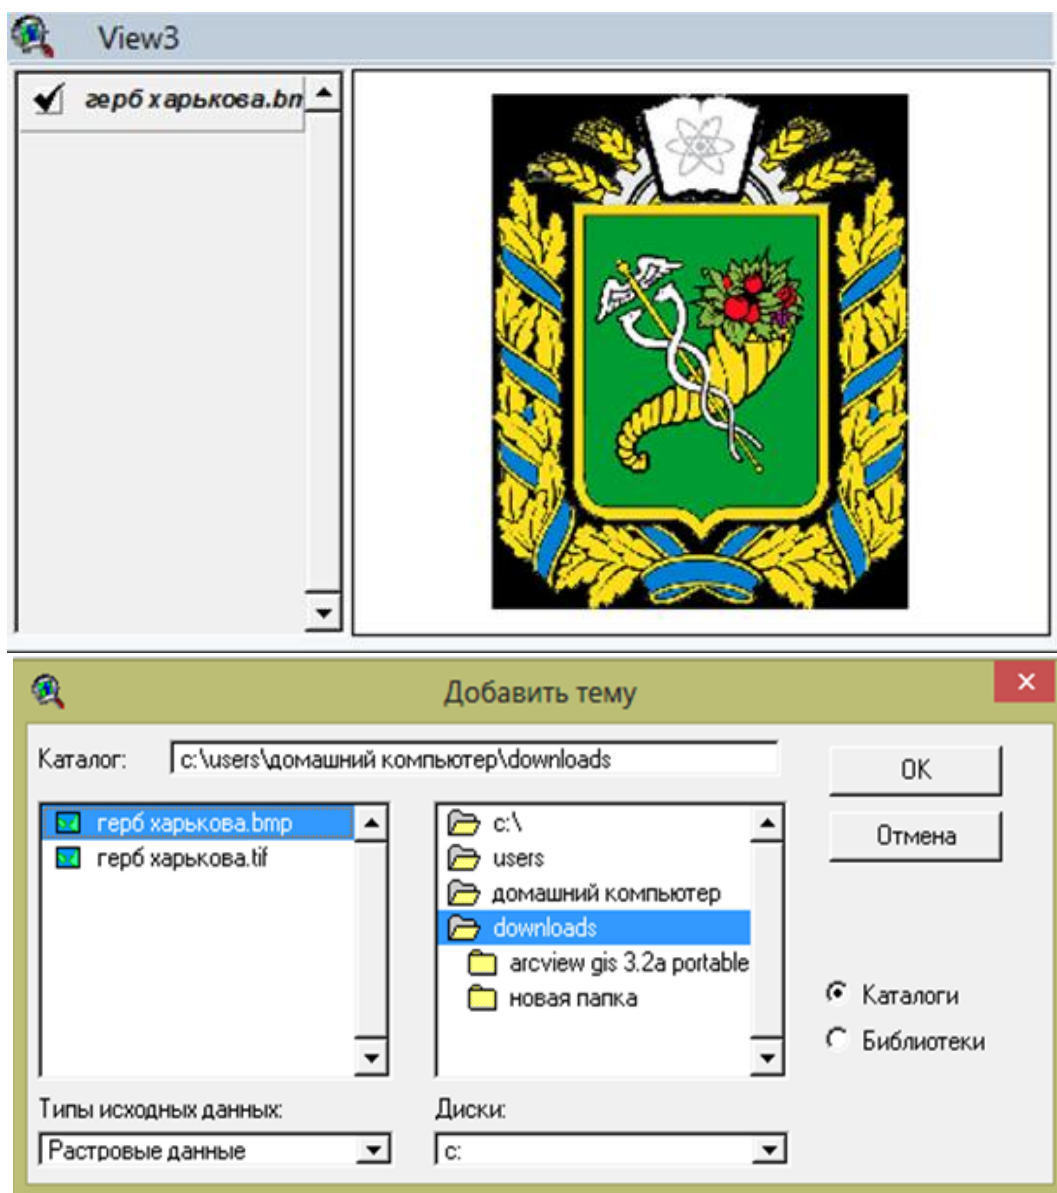 View3
герб харькова.bm
Добавить тему
Каталог:
c:\users\домашний компьютер\downloads
OK
Отмена
герб харькова.bmp
герб харькова.tif
c:\
users
домашний компьютер
downloads
arcview gis 3.2a portable
новая папка
Каталоги
Библиотеки
Типы исходных данных:
Диски:
Растровые данные
c: